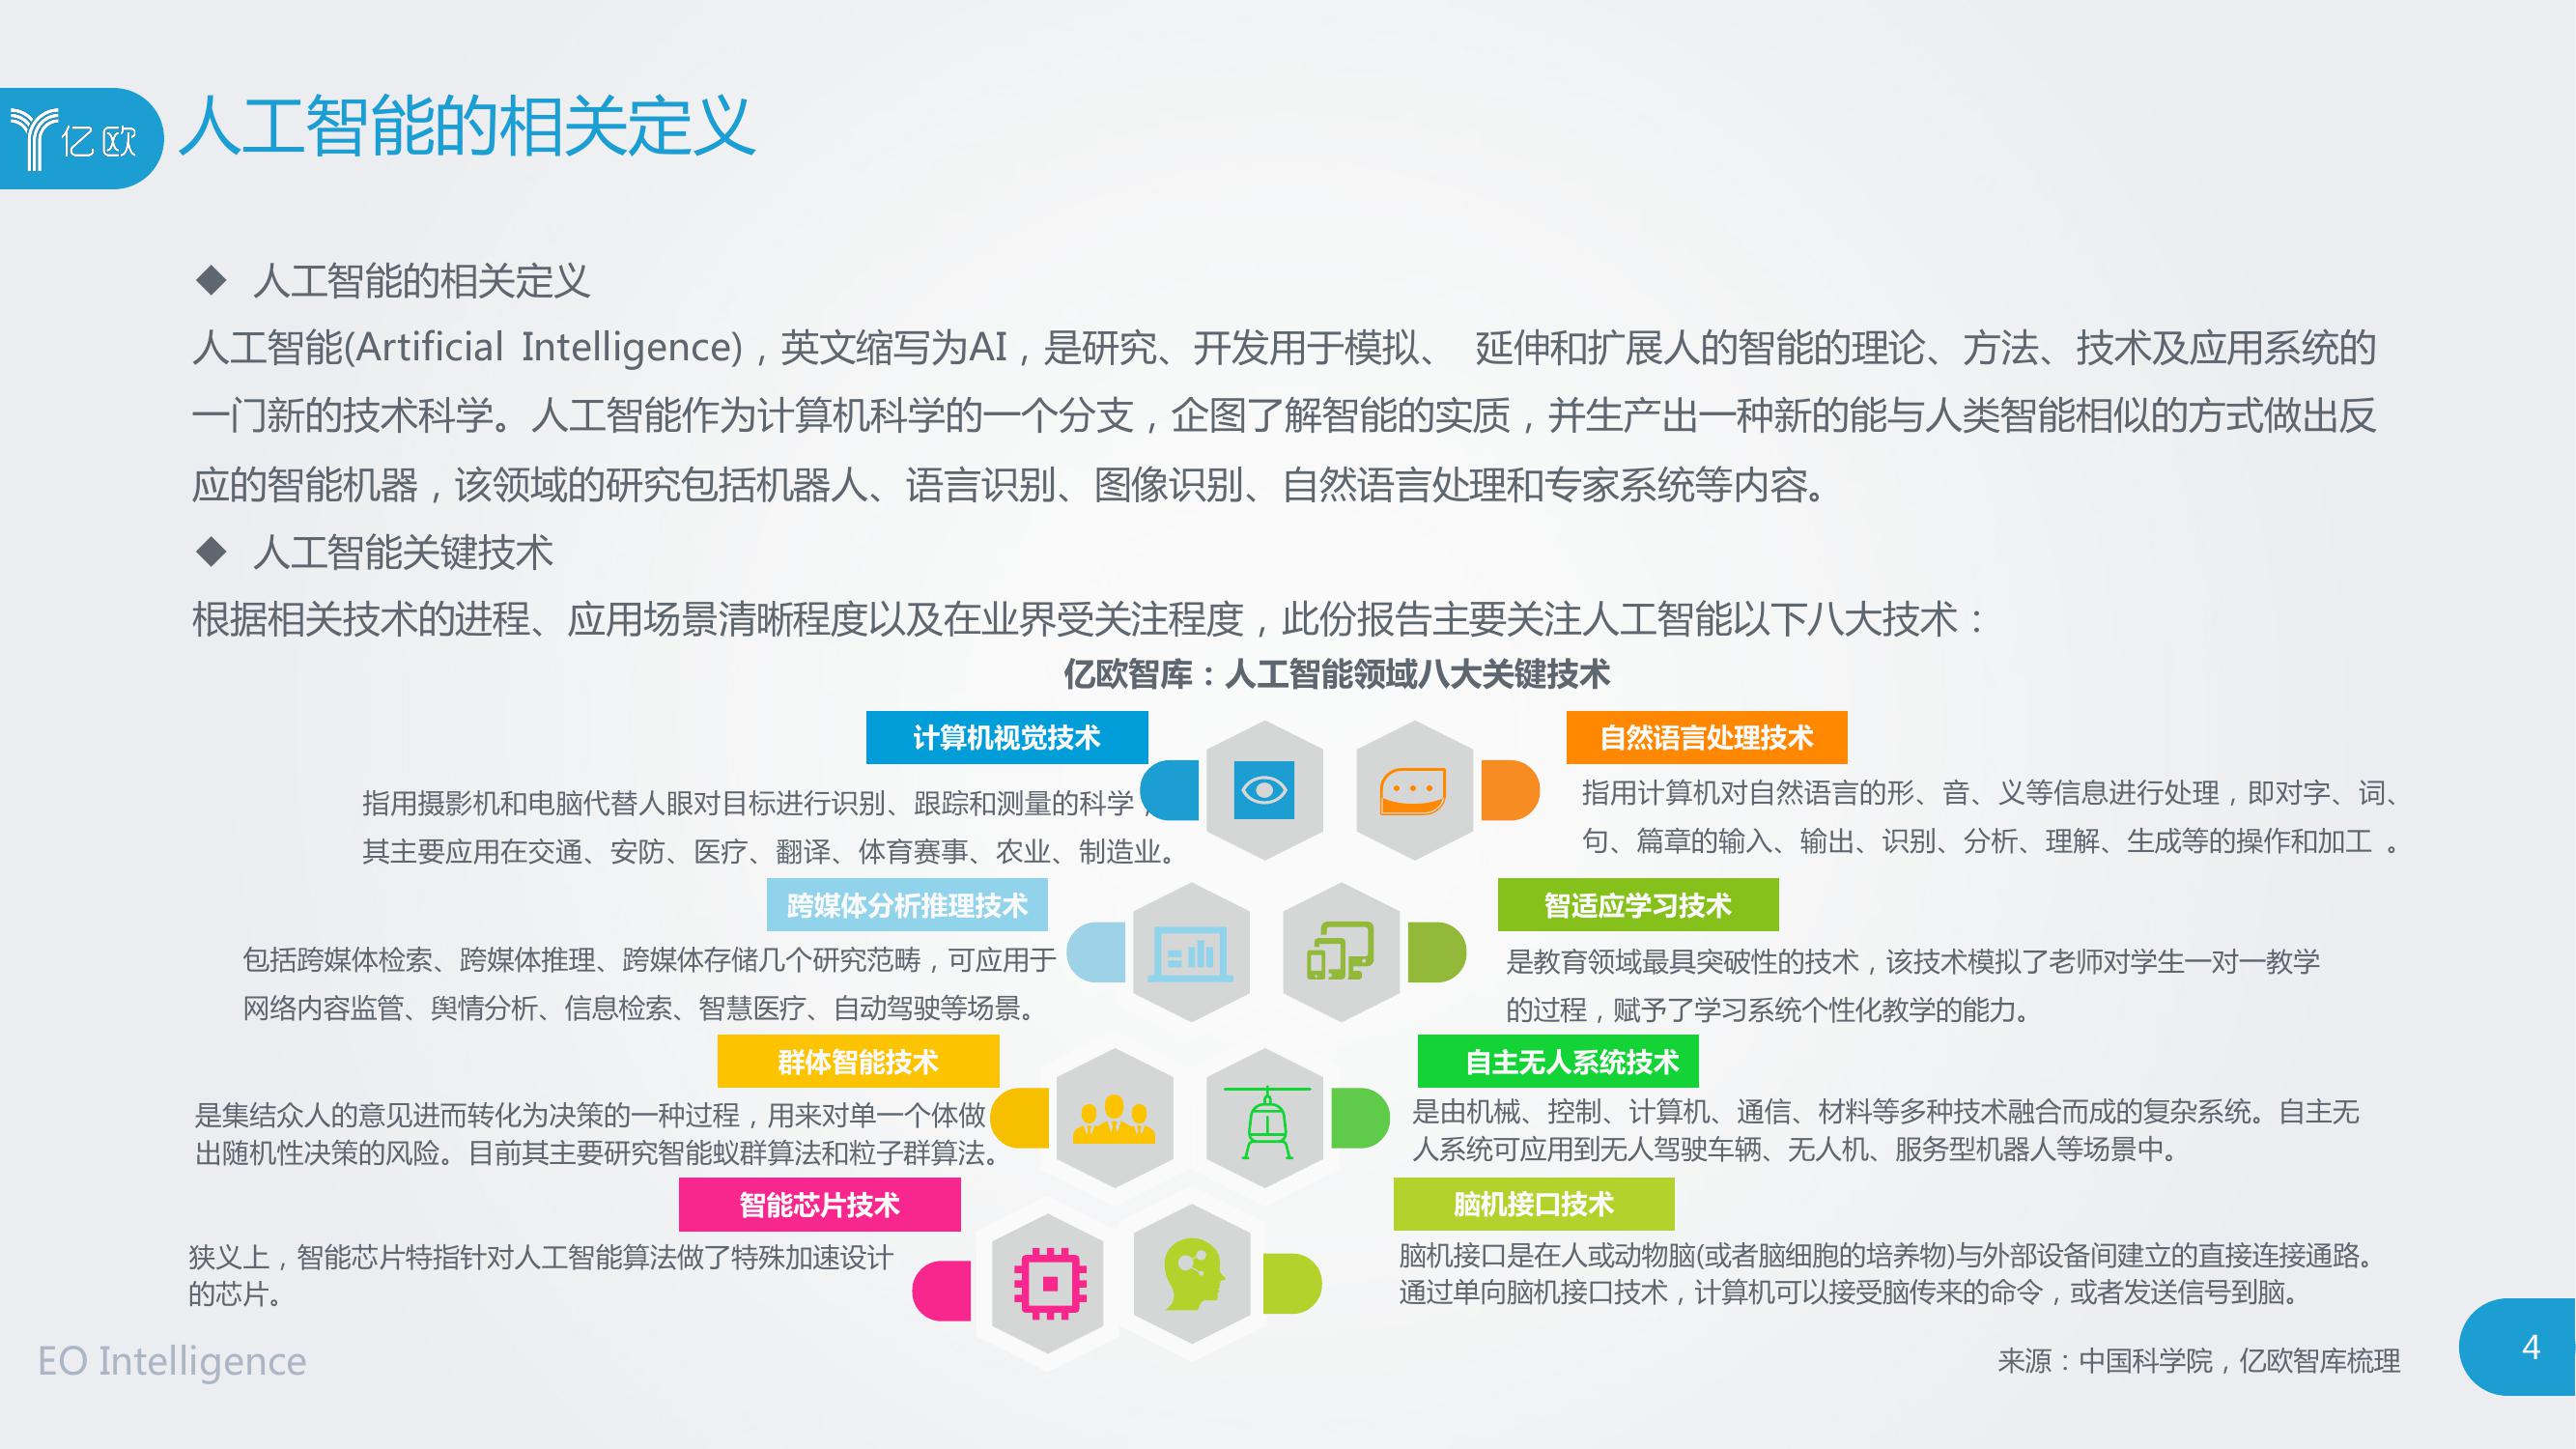 亿欧
人工智能的相关定义
◆ 人工智能的相关定义
人工智能(Artificial Intelligence)，英文缩写为AI，是研究、开发用于模拟、 延伸和扩展人的智能的理论、方法、技术及应用系统的
一门新的技术科学。人工智能作为计算机科学的一个分支，企图了解智能的实质，并生产出一种新的能与人类智能相似的方式做出反
应的智能机器，该领域的研究包括机器人、语言识别、图像识别、自然语言处理和专家系统等内容。
◆ 人工智能关键技术
根据相关技术的进程、应用场景清晰程度以及在业界受关注程度，此份报告主要关注人工智能以下八大技术：
亿欧智库：人工智能领域八大关键技术
计算机视觉技术
指用摄影机和电脑代替人眼对目标进行识别、跟踪和测量的科学，
其主要应用在交通、安防、医疗、翻译、体育赛事、农业、制造业。
自然语言处理技术
指用计算机对自然语言的形、音、义等信息进行处理，即对字、词、
句、篇章的输入、输出、识别、分析、理解、生成等的操作和加工 。
跨媒体分析推理技术
包括跨媒体检索、跨媒体推理、跨媒体存储几个研究范畴，可应用于
网络内容监管、舆情分析、信息检索、智慧医疗、自动驾驶等场景。
智适应学习技术
是教育领域最具突破性的技术，该技术模拟了老师对学生一对一教学
的过程，赋予了学习系统个性化教学的能力。
群体智能技术
是集结众人的意见进而转化为决策的一种过程，用来对单一个体做
出随机性决策的风险。目前其主要研究智能蚁群算法和粒子群算法。
自主无人系统技术
是由机械、控制、计算机、通信、材料等多种技术融合而成的复杂系统。自主无
人系统可应用到无人驾驶车辆、无人机、服务型机器人等场景中。
智能芯片技术
狭义上，智能芯片特指针对人工智能算法做了特殊加速设计
的芯片。
脑机接口技术
脑机接口是在人或动物脑(或者脑细胞的培养物)与外部设备间建立的直接连接通路。
通过单向脑机接口技术，计算机可以接受脑传来的命令，或者发送信号到脑。
EO Intelligence
来源：中国科学院，亿欧智库梳理
4